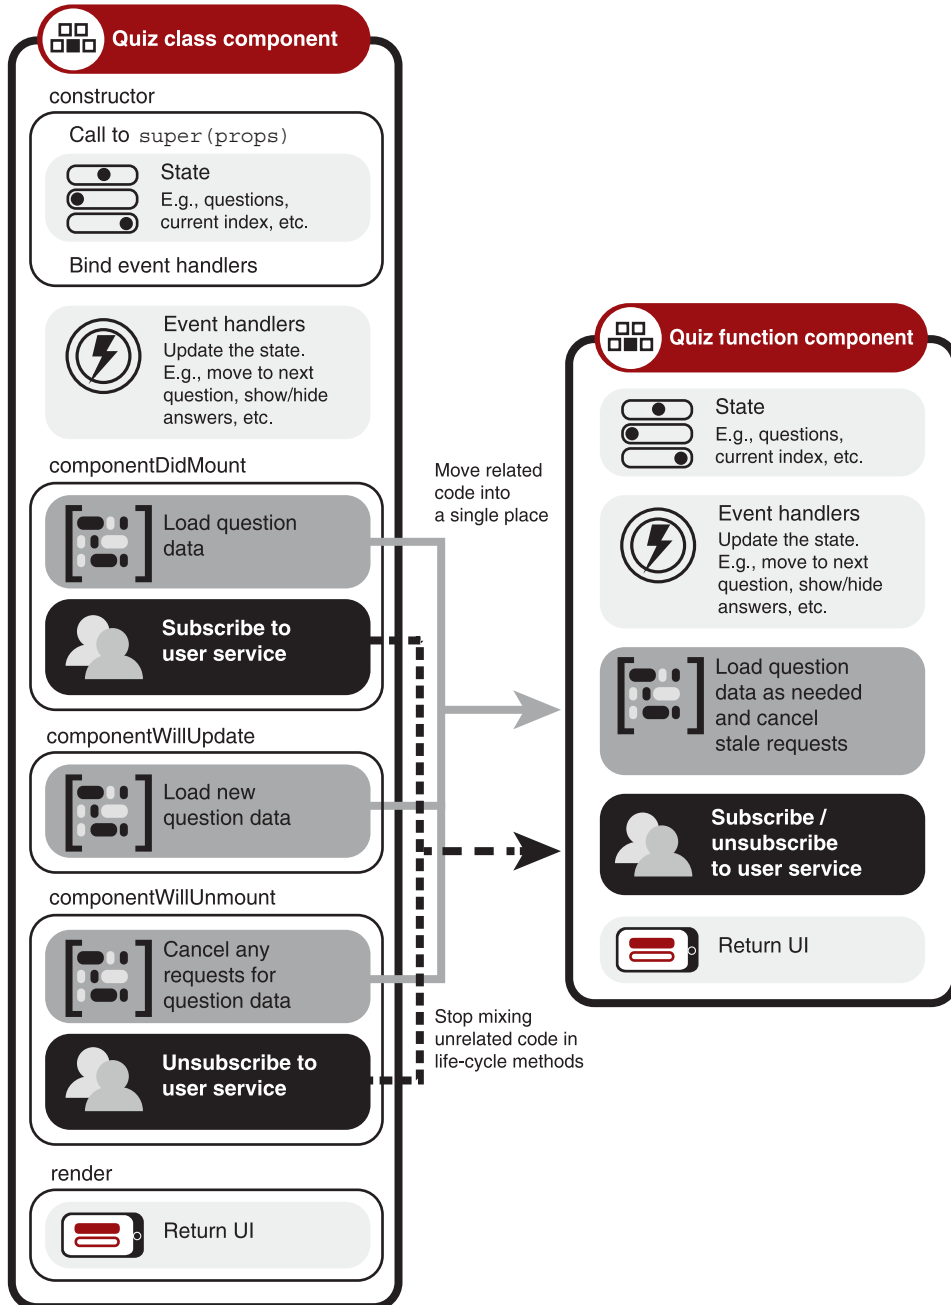 Quiz class component
constructor
Call to super(props)
State
E.g., questions,
current index, etc.
Bind event handlers
Event handlers
Update the state.
E.g., move to next
question, show/hide
answers, etc.
componentDidMount
Load question
data
Subscribe to
user service
componentWillUpdate
Load new
question data
componentWillUnmount
Cancel any
requests for
question data
Unsubscribe to
user service
render
Return UI
Move related
code into
a single place
Stop mixing
unrelated code in
life-cycle methods
Quiz function component
State
E.g., questions,
current index, etc.
Event handlers
Update the state.
E.g., move to next
question, show/hide
answers, etc.
Load question
data as needed
and cancel
stale requests
Subscribe /
unsubscribe
to user service
Return UI